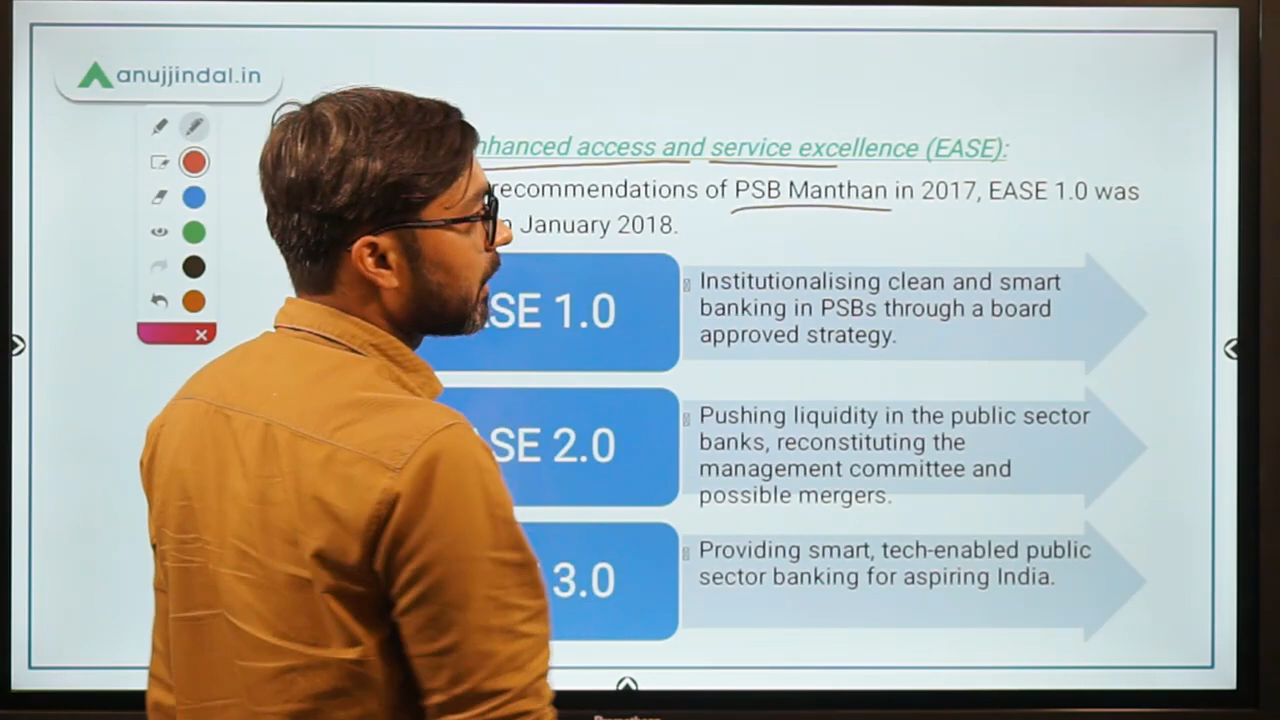 anujjindal.in
nhanced access and service excellence (EASE):
recommendations of PSB Manthan in 2017, EASE 1.0 was
January 2018.
SE 1.0
Institutionalising clean and smart
banking in PSBs through a board
approved strategy.
SE 2.0
Pushing liquidity in the public sector
banks, reconstituting the
management committee and
possible mergers.
3.0
Providing smart, tech-enabled public
sector banking for aspiring India.